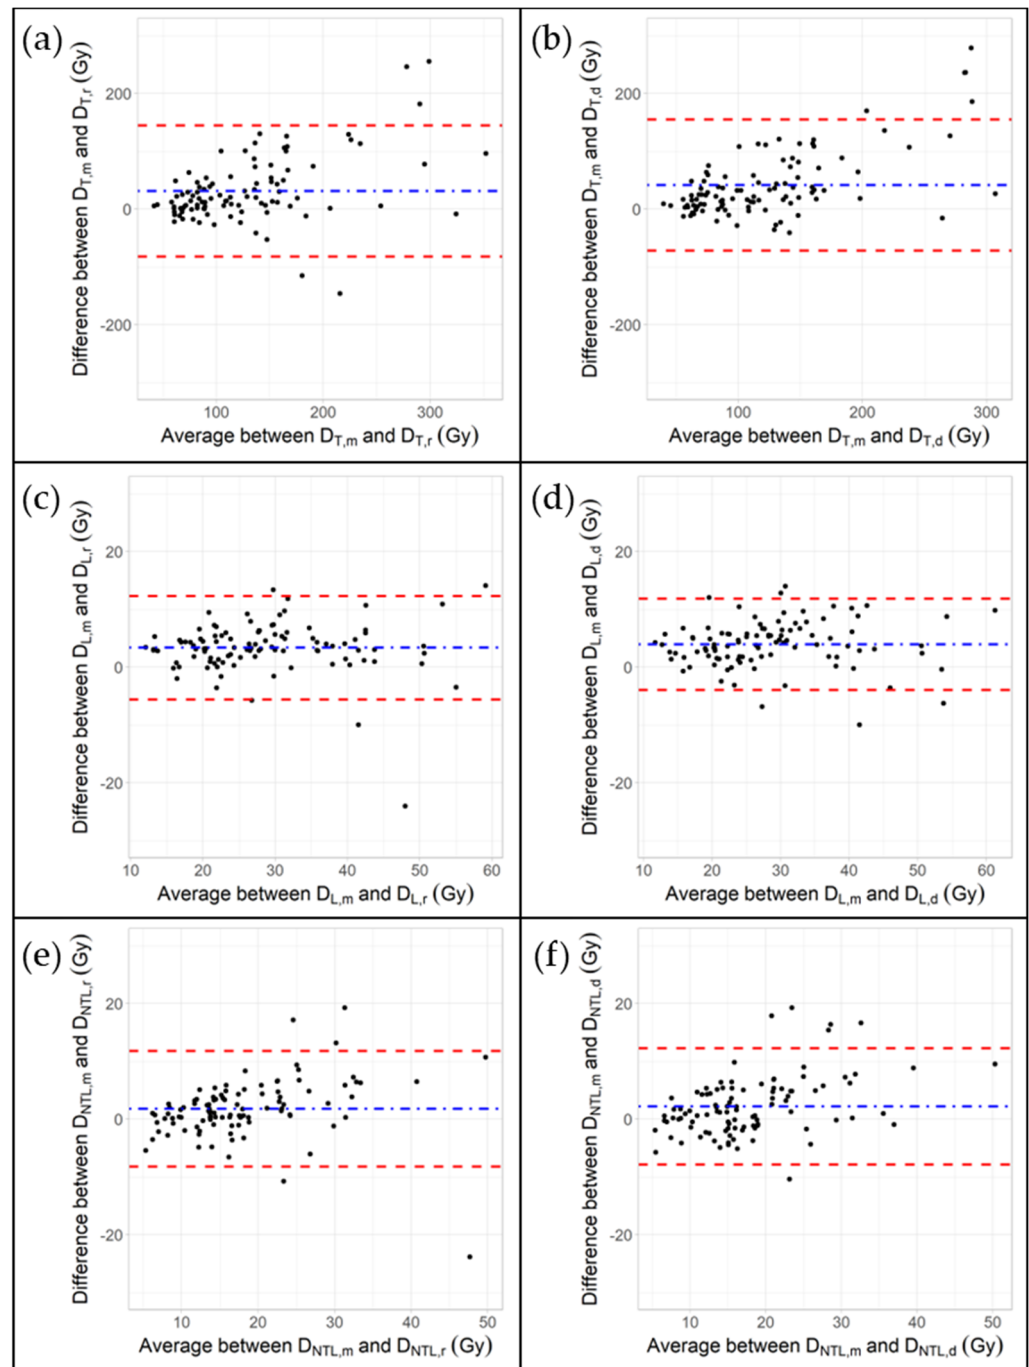 (a)
Difference between D_T,m and D_T,r (Gy)
200
0
-200
100 200 300
Average between D_T,m and D_T,r (Gy)
(b)
Difference between D_T,m and D_T,d (Gy)
200
0
-200
100 200 300
Average between D_T,m and D_T,d (Gy)
(c)
Difference between D_L,m and D_L,r (Gy)
20
0
-20
10 20 30 40 50 60
Average between D_L,m and D_L,r (Gy)
(d)
Difference between D_L,m and D_L,d (Gy)
20
0
-20
10 20 30 40 50 60
Average between D_L,m and D_L,d (Gy)
(e)
Difference between D_NTL,m and D_NTL,r (Gy)
20
0
-20
10 20 30 40 50
Average between D_NTL,m and D_NTL,r (Gy)
(f)
Difference between D_NTL,m and D_NTL,d (Gy)
20
0
-20
10 20 30 40 50
Average between D_NTL,m and D_NTL,d (Gy)